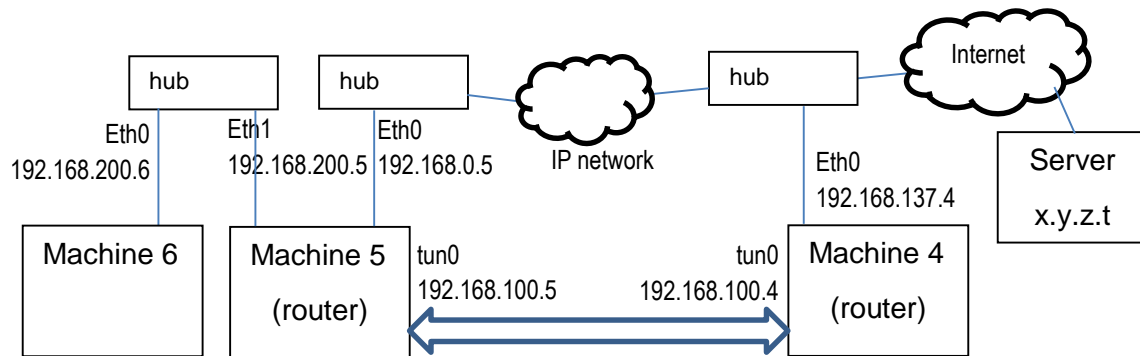 hub
hub
hub
Internet
Eth0
192.168.200.6
Eth1
192.168.200.5
Eth0
192.168.0.5
IP network
Eth0
192.168.137.4
Server
x.y.z.t
Machine 6
Machine 5
(router)
tun0
192.168.100.5
tun0
192.168.100.4
Machine 4
(router)